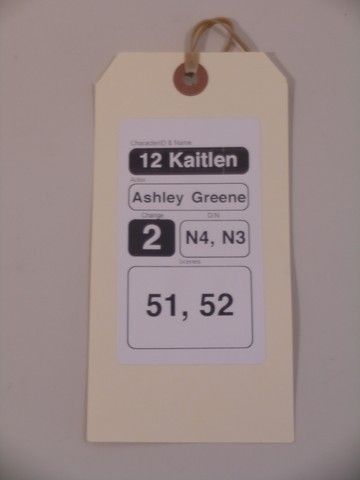 Character/ID & Name
12 Kaitlen
Actor
Ashley Greene
Change D/N
2 N4, N3
Scenes
51, 52